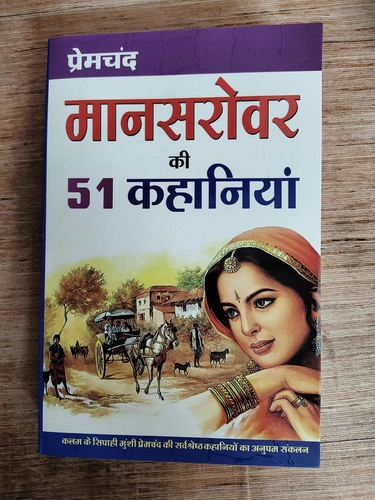 प्रेमचंद
मानसरोवर
की
51 कहानियां
कलम के सिपाही मुंशी प्रेमचंद की सर्वश्रेष्ठ कहानियों का अनुपम संकलन